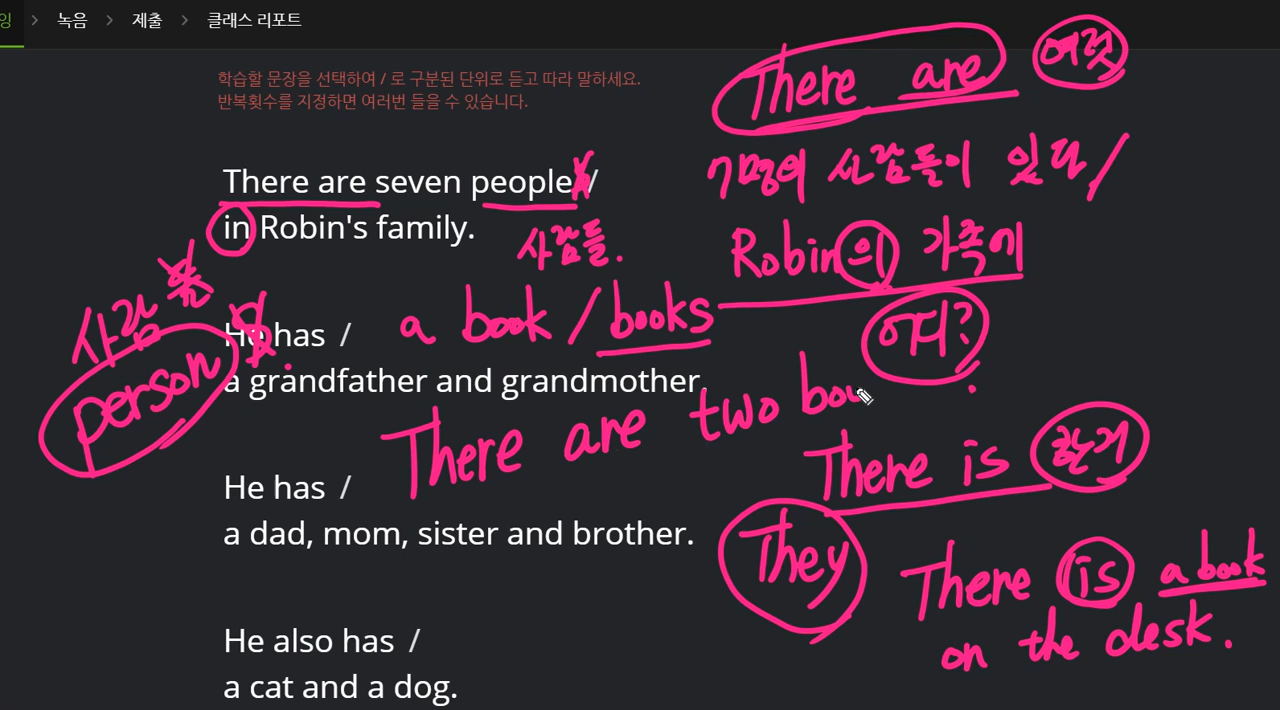 잉 > 녹음 > 제출 > 클래스 리포트
학습할 문장을 선택하여 / 로 구분된 단위로 듣고 따라 말하세요.
반복횟수를 지정하면 여러번 들을 수 있습니다.
There are 여럿
There are seven people /
7명의 사람들이 있다 /
in Robin's family.
사람들.
Robin의 가족에
사람
어디?
He has /
a book / books
person
a grandfather and grandmother.
There are two
There is 한개
He has /
a dad, mom, sister and brother.
They
There is a book
on the desk.
He also has /
a cat and a dog.